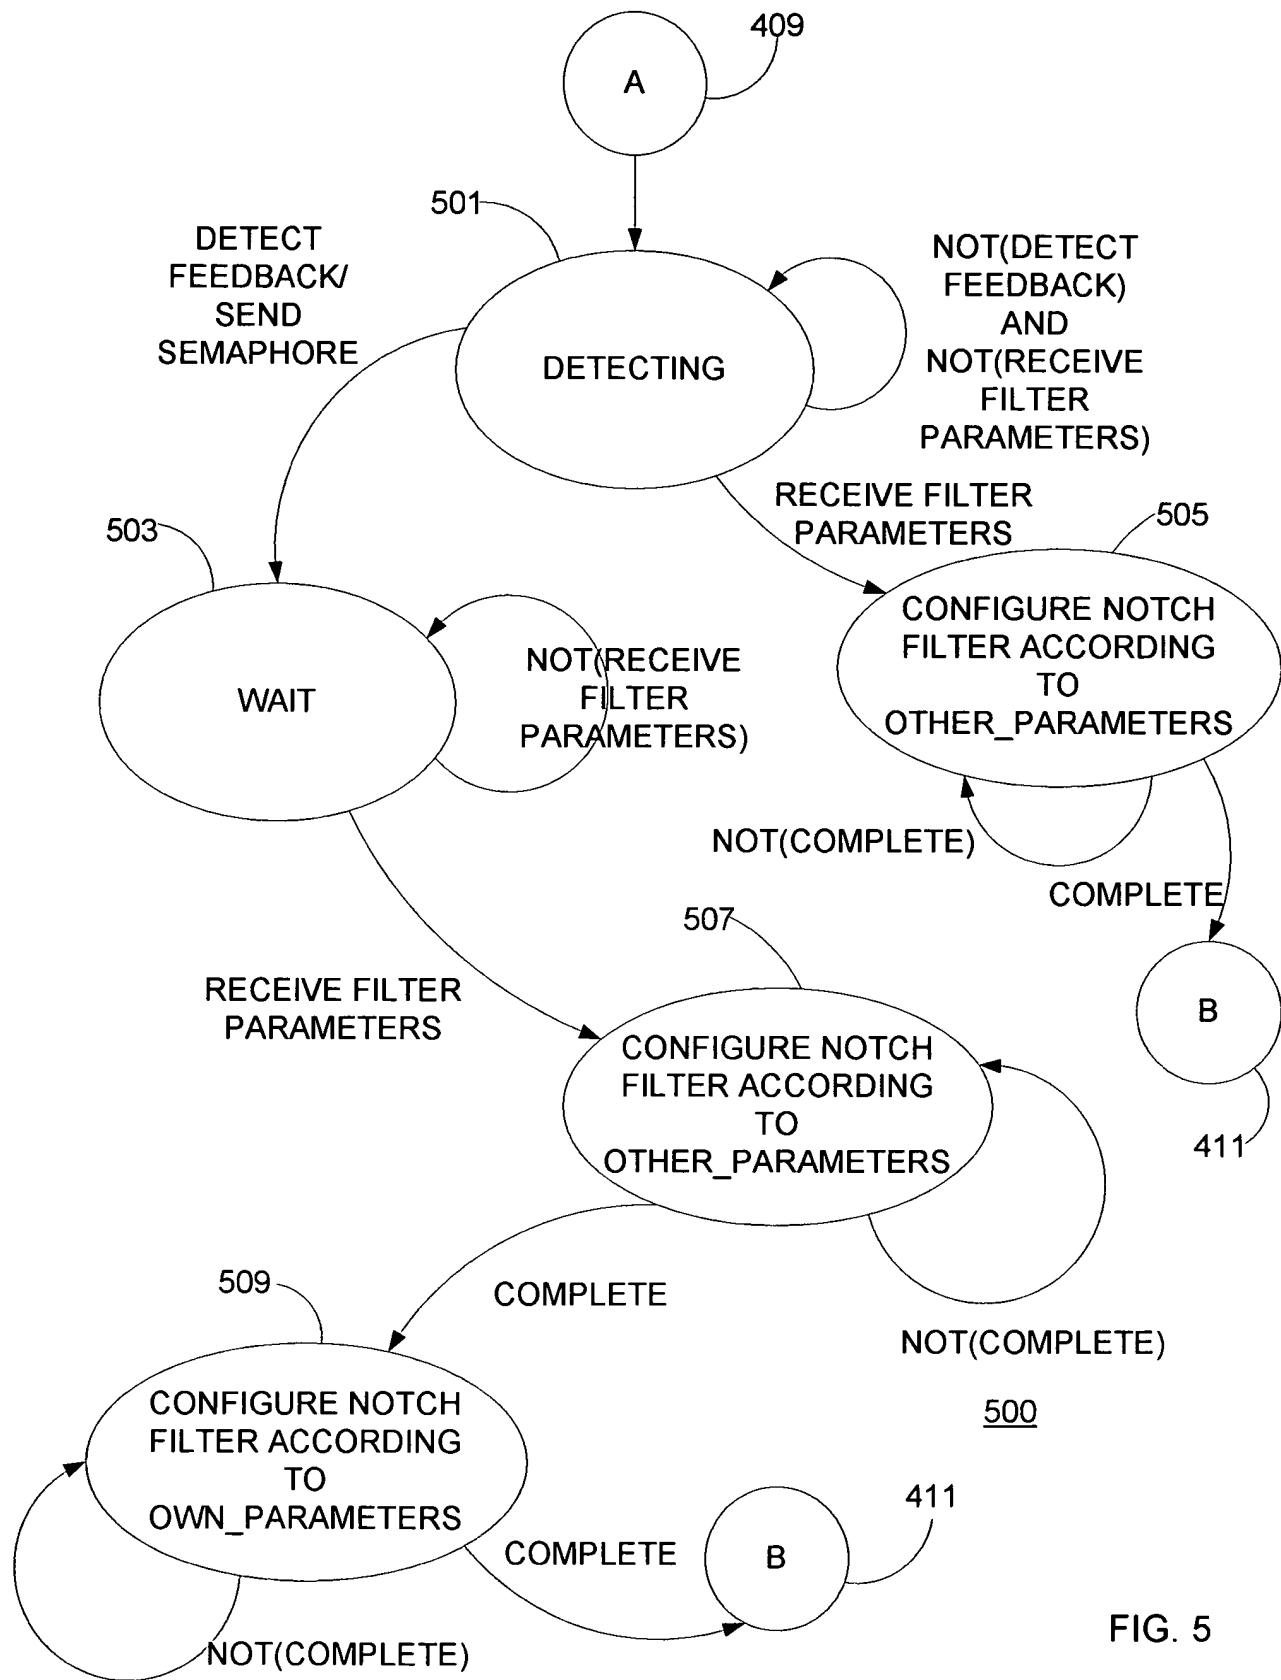 409
A
501
DETECT
FEEDBACK/
SEND
SEMAPHORE
NOT(DETECT
FEEDBACK)
AND
NOT(RECEIVE
FILTER
PARAMETERS)
DETECTING
RECEIVE FILTER
PARAMETERS
503
505
WAIT
NOT(RECEIVE
FILTER
PARAMETERS)
CONFIGURE NOTCH
FILTER ACCORDING
TO
OTHER_PARAMETERS
NOT(COMPLETE)
COMPLETE
507
RECEIVE FILTER
PARAMETERS
B
411
CONFIGURE NOTCH
FILTER ACCORDING
TO
OTHER_PARAMETERS
COMPLETE
NOT(COMPLETE)
509
CONFIGURE NOTCH
FILTER ACCORDING
TO
OWN_PARAMETERS
500
411
COMPLETE
B
NOT(COMPLETE)
FIG. 5